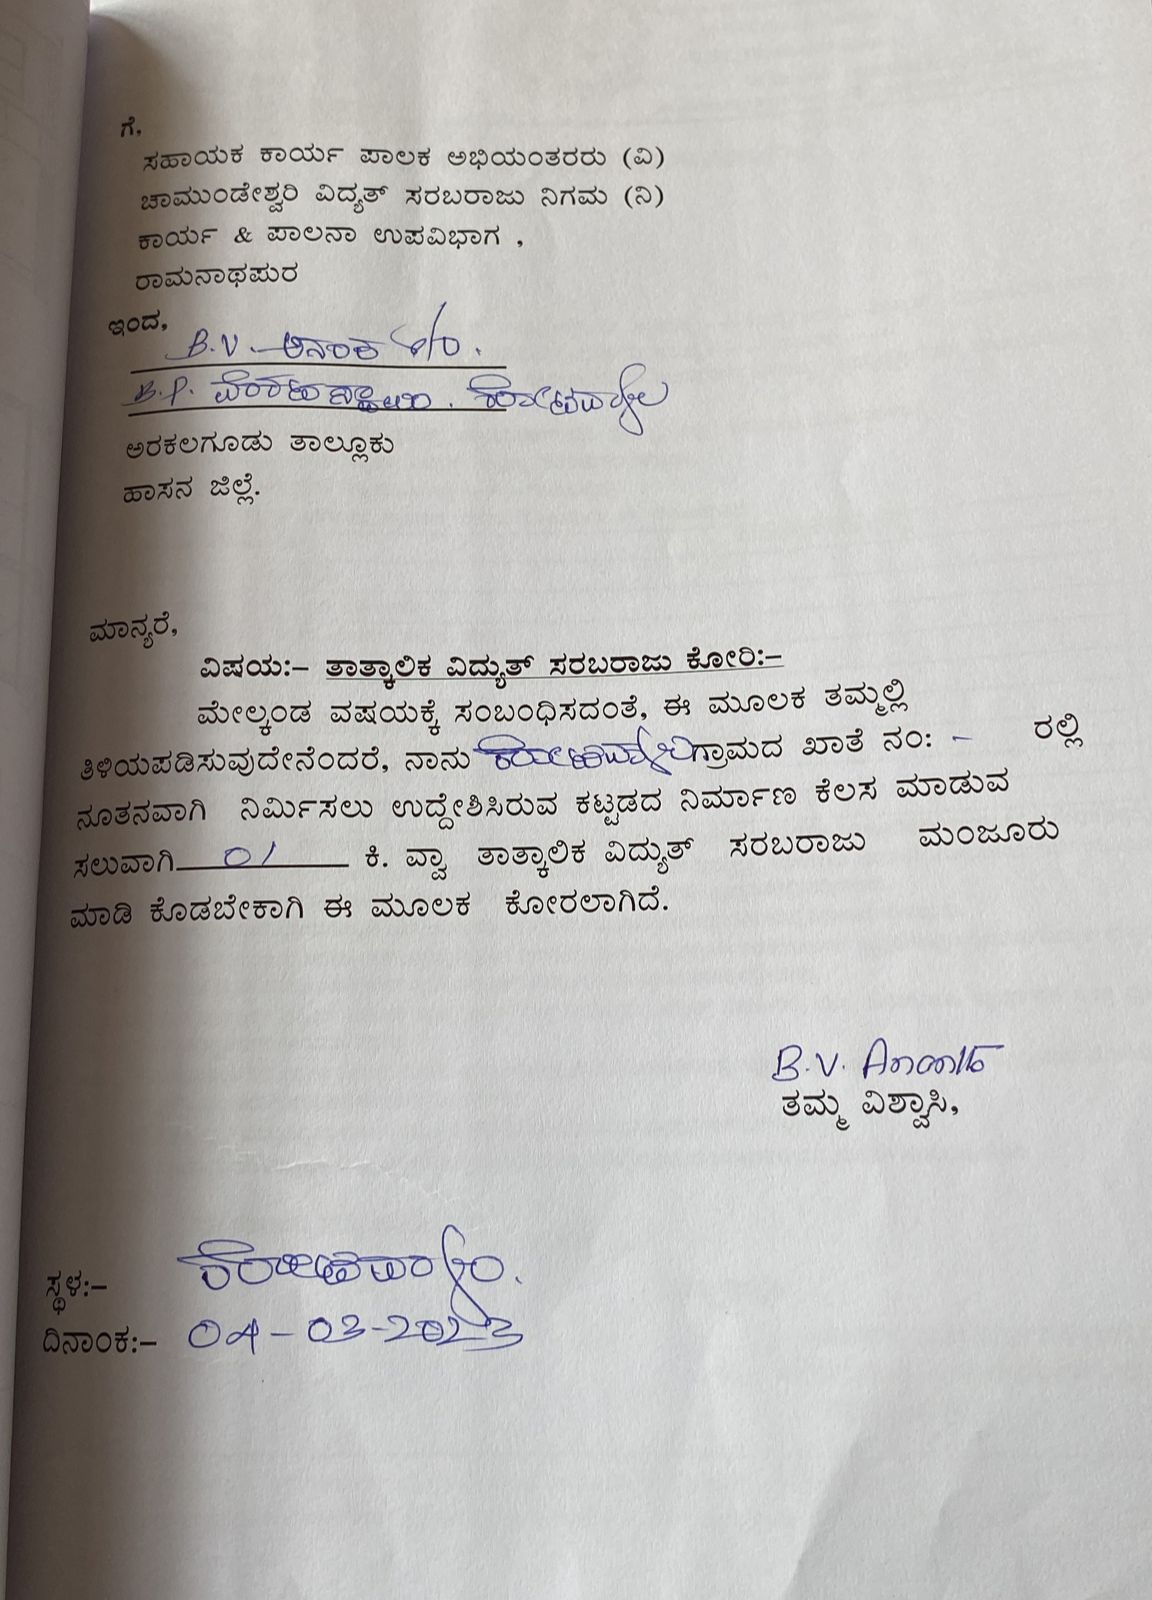 ಗೆ,
ಸಹಾಯಕ ಕಾರ್ಯ ಪಾಲಕ ಅಭಿಯಂತರರು (ವಿ)
ಚಾಮುಂಡೇಶ್ವರಿ ವಿದ್ಯುತ್ ಸರಬರಾಜು ನಿಗಮ (ನಿ)
ಕಾರ್ಯ & ಪಾಲನಾ ಉಪವಿಭಾಗ ,
ರಾಮನಾಥಪುರ
ಇಂದ,
B.V. ಅನಂತ S/O.
B.P.
ಅರಕಲಗೂಡು ತಾಲ್ಲೂಕು
ಹಾಸನ ಜಿಲ್ಲೆ.
ಮಾನ್ಯರೆ,
ವಿಷಯ:– ತಾತ್ಕಾಲಿಕ ವಿದ್ಯುತ್ ಸರಬರಾಜು ಕೋರಿ:–
ಮೇಲ್ಕಂಡ ವಷಯಕ್ಕೆ ಸಂಬಂಧಿಸದಂತೆ, ಈ ಮೂಲಕ ತಮ್ಮಲ್ಲಿ
ತಿಳಿಯಪಡಿಸುವುದೇನೆಂದರೆ, ನಾನು ಗ್ರಾಮದ ಖಾತೆ ನಂ: – ರಲ್ಲಿ
ನೂತನವಾಗಿ ನಿರ್ಮಿಸಲು ಉದ್ದೇಶಿಸಿರುವ ಕಟ್ಟಡದ ನಿರ್ಮಾಣ ಕೆಲಸ ಮಾಡುವ
ಸಲುವಾಗಿ 01 ಕಿ. ವ್ವಾ ತಾತ್ಕಾಲಿಕ ವಿದ್ಯುತ್ ಸರಬರಾಜು ಮಂಜೂರು
ಮಾಡಿ ಕೊಡಬೇಕಾಗಿ ಈ ಮೂಲಕ ಕೋರಲಾಗಿದೆ.
B.V. Anantha
ತಮ್ಮ ವಿಶ್ವಾಸಿ,
ಸ್ಥಳ:–
ದಿನಾಂಕ:– 04-03-2023